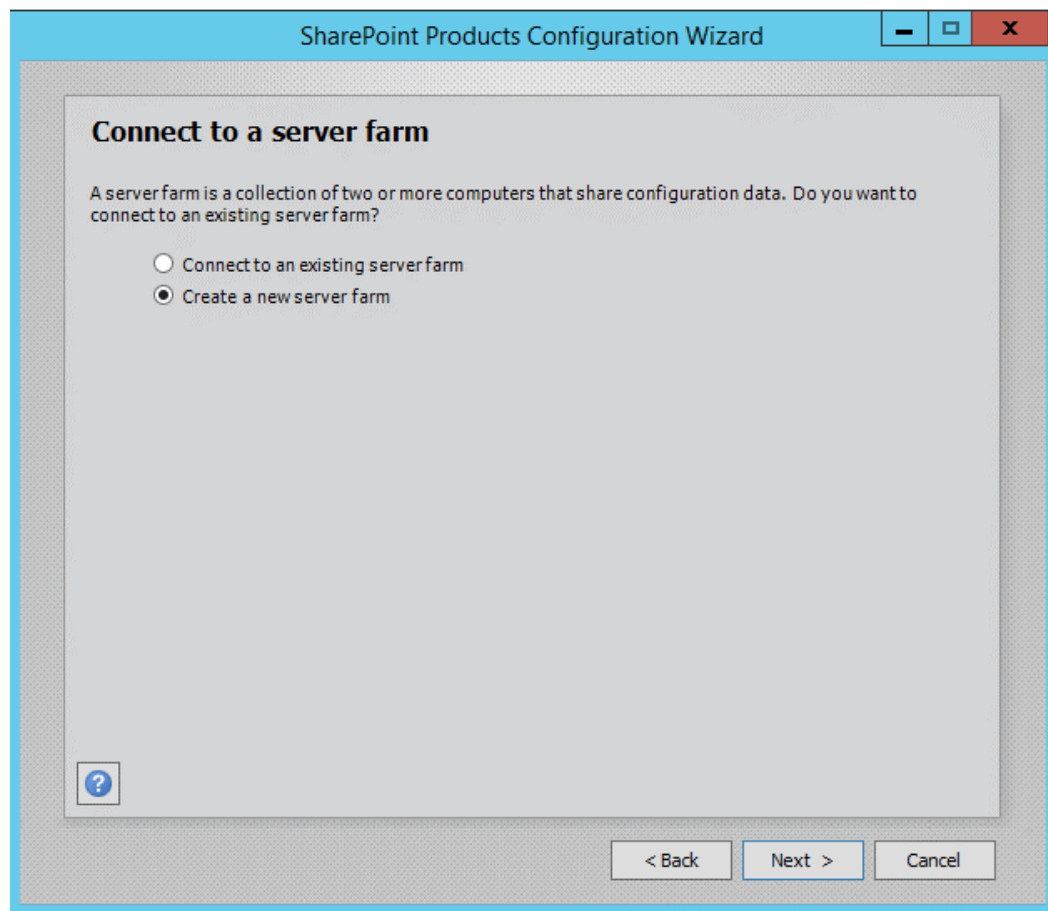 SharePoint Products Configuration Wizard
Connect to a server farm
A server farm is a collection of two or more computers that share configuration data. Do you want to
connect to an existing server farm?
Connect to an existing server farm
Create a new server farm
?
< Back
Next >
Cancel